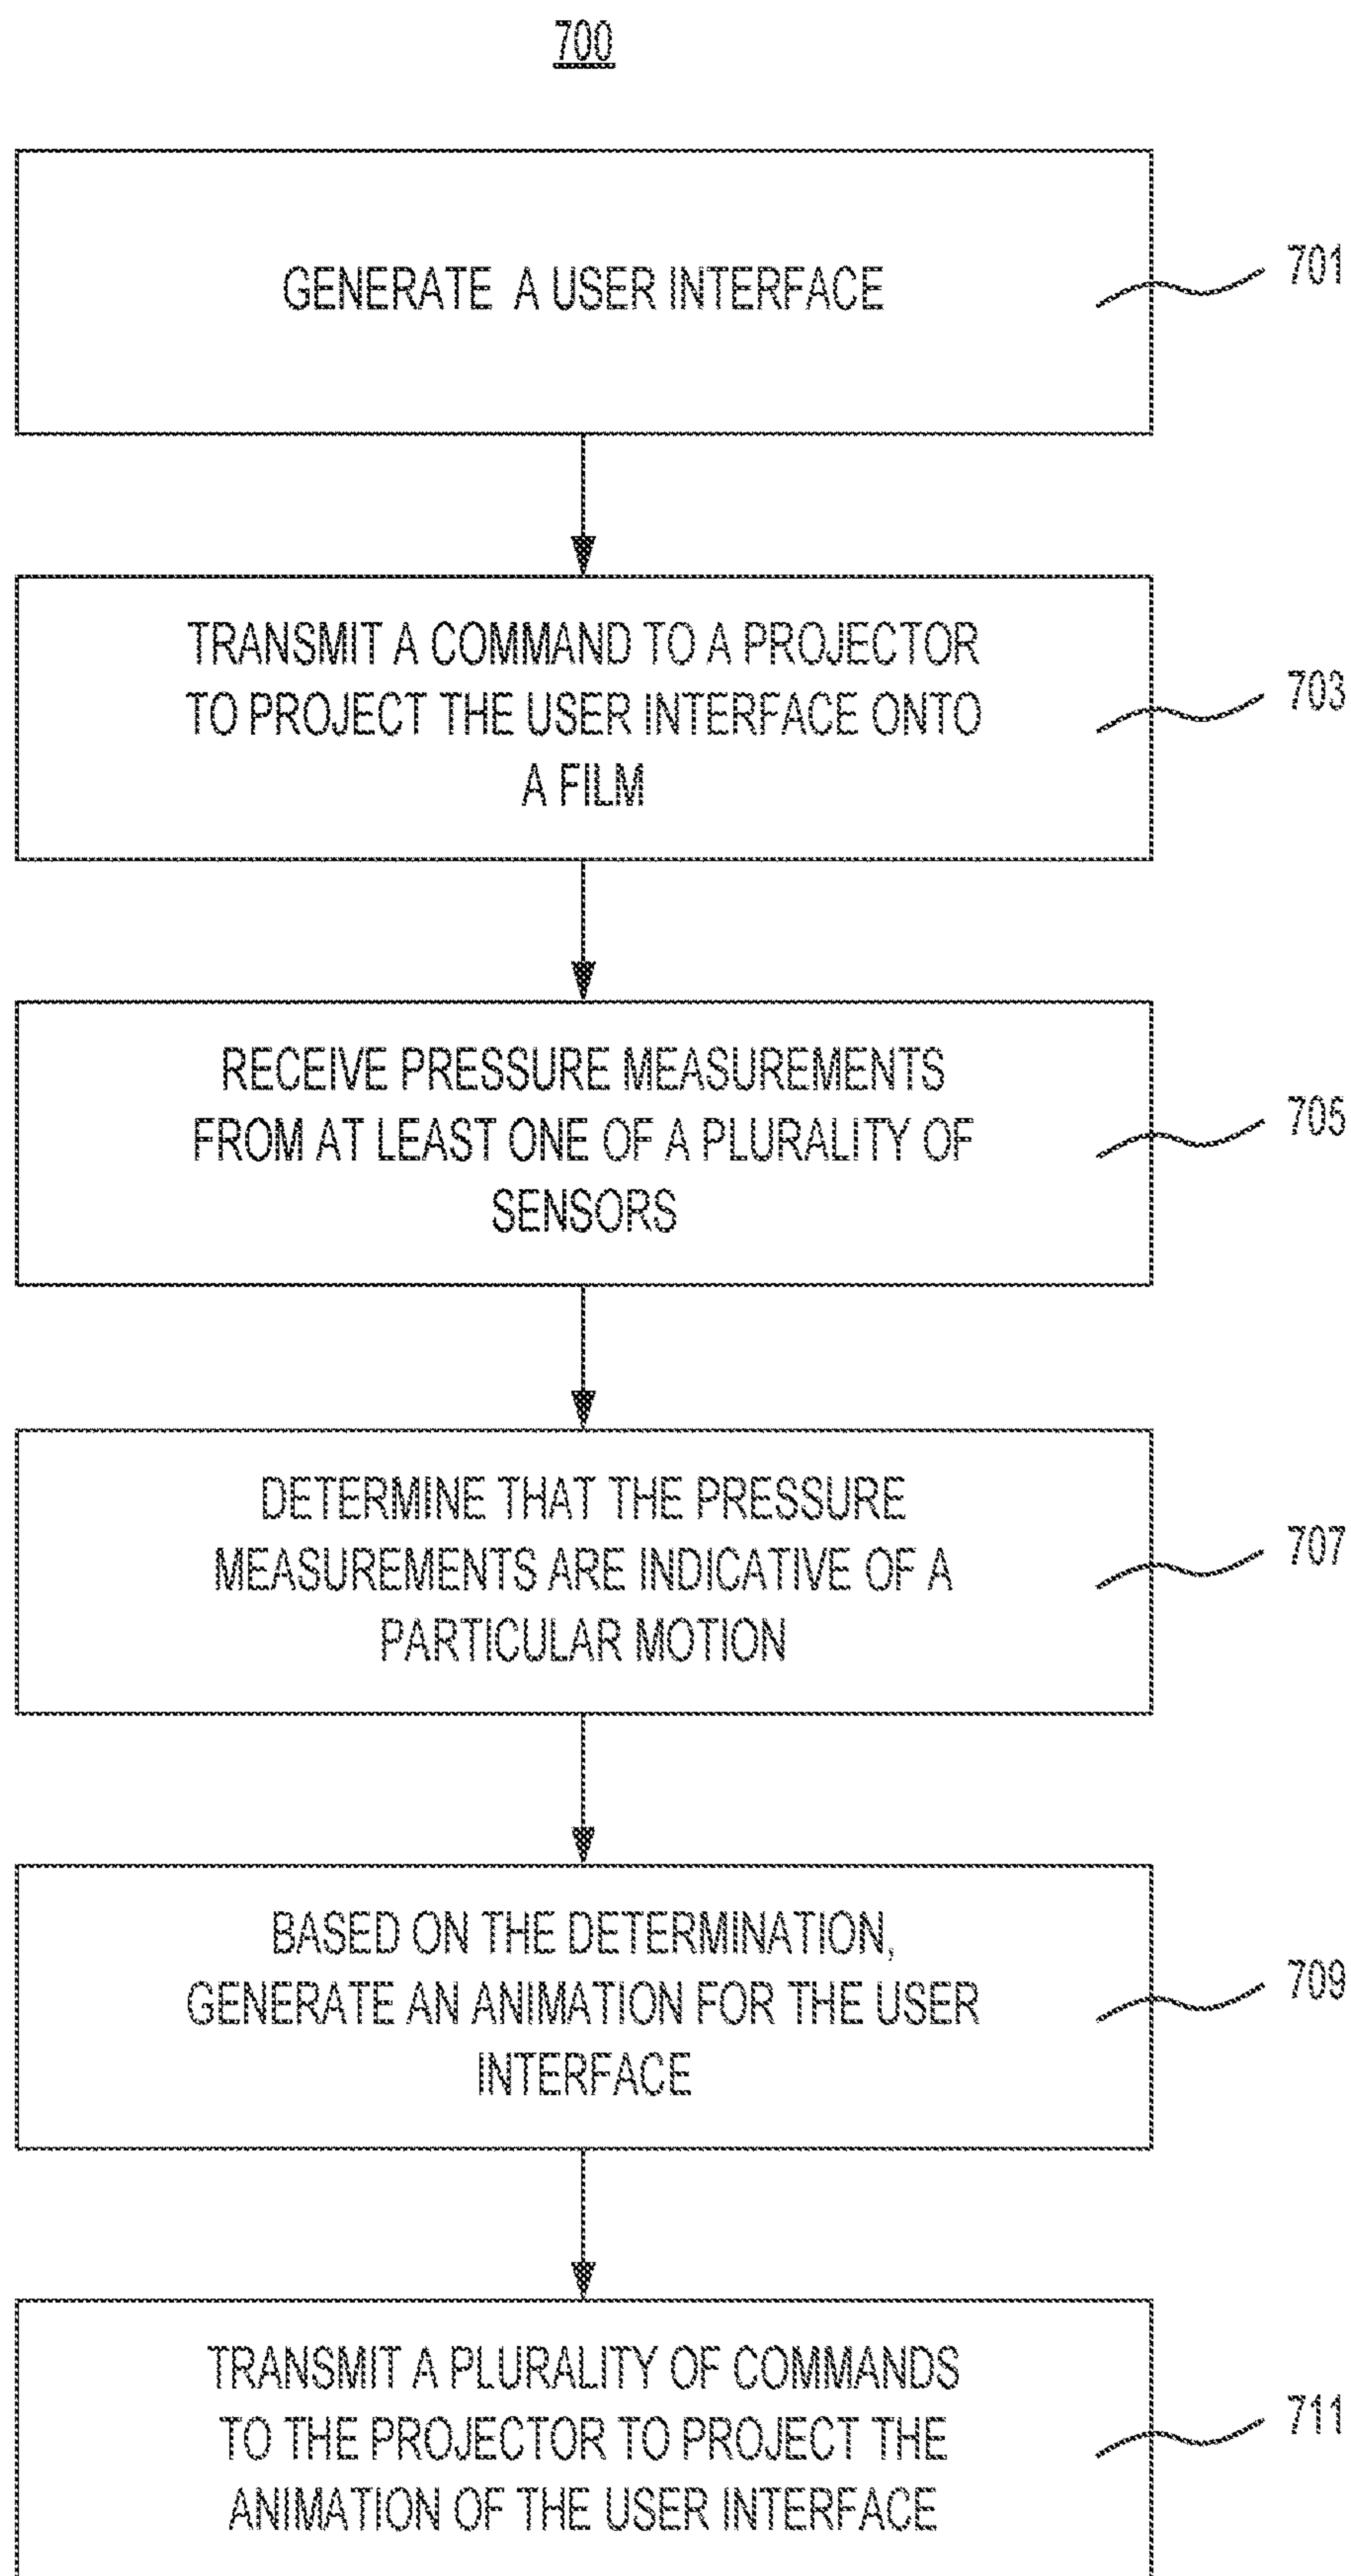 700
GENERATE A USER INTERFACE
701
TRANSMIT A COMMAND TO A PROJECTOR
TO PROJECT THE USER INTERFACE ONTO
A FILM
703
RECEIVE PRESSURE MEASUREMENTS
FROM AT LEAST ONE OF A PLURALITY OF
SENSORS
705
DETERMINE THAT THE PRESSURE
MEASUREMENTS ARE INDICATIVE OF A
PARTICULAR MOTION
707
BASED ON THE DETERMINATION,
GENERATE AN ANIMATION FOR THE USER
INTERFACE
709
TRANSMIT A PLURALITY OF COMMANDS
TO THE PROJECTOR TO PROJECT THE
ANIMATION OF THE USER INTERFACE
711